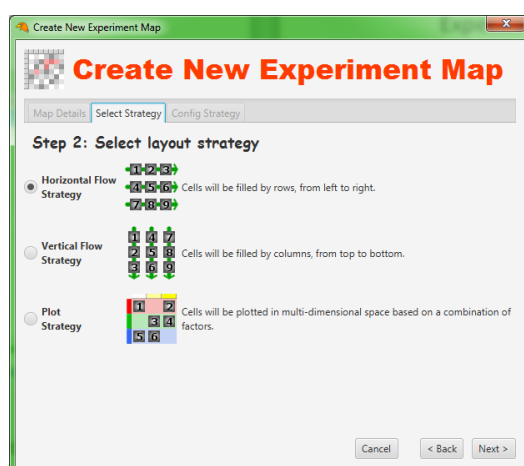 Create New Experiment Map
Create New Experiment Map
Map Details Select Strategy Config Strategy
Step 2: Select layout strategy
Horizontal Flow
Strategy
1 2 3
4 5 6
7 8 9
Cells will be filled by rows, from left to right.
Vertical Flow
Strategy
1 4 7
2 5 8
3 6 9
Cells will be filled by columns, from top to bottom.
Plot
Strategy
1 2
3 4
5 6
Cells will be plotted in multi-dimensional space based on a combination of
factors.
Cancel < Back Next >